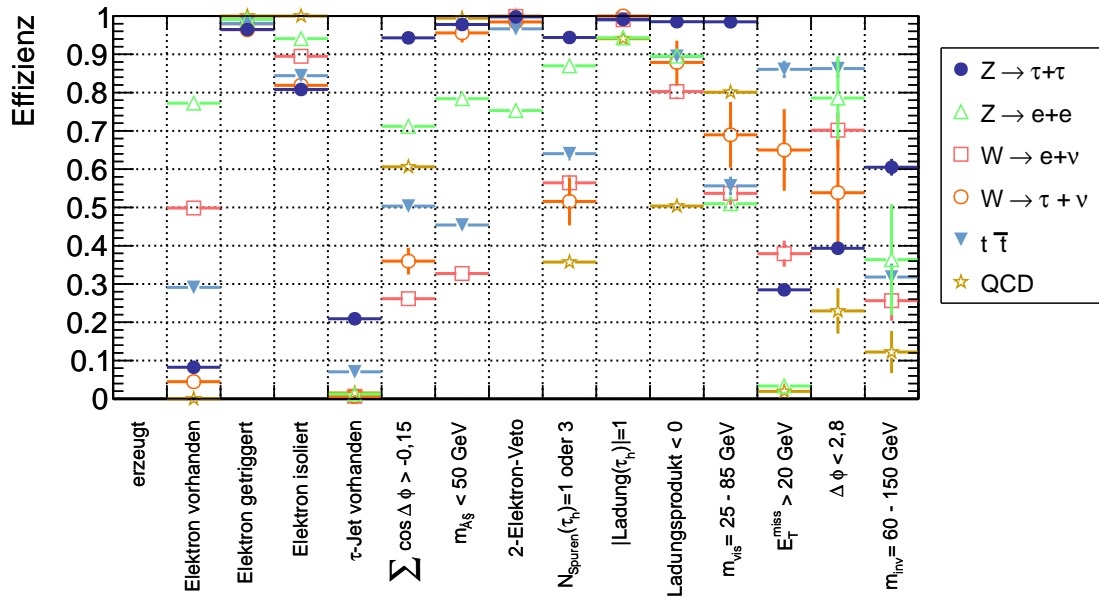 Effizienz
1
0.9
0.8
0.7
0.6
0.5
0.4
0.3
0.2
0.1
0
erzeugt
Elektron vorhanden
Elektron getriggert
Elektron isoliert
τ-Jet vorhanden
∑ cos Δ ϕ > -0,15
m_Ä§ < 50 GeV
2-Elektron-Veto
N_Spuren(τ_h)=1 oder 3
|Ladung(τ_h)|=1
Ladungsprodukt < 0
m_vis= 25 - 85 GeV
E_T^miss > 20 GeV
Δ ϕ < 2,8
m_inv= 60 - 150 GeV
Z → τ+τ
Z → e+e
W → e+ν
W → τ + ν
t t̄
QCD